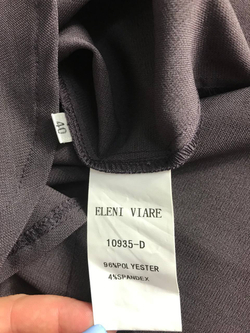 40
ELENI VIARE
10935-D
96%POLYESTER
4%SPANDEX